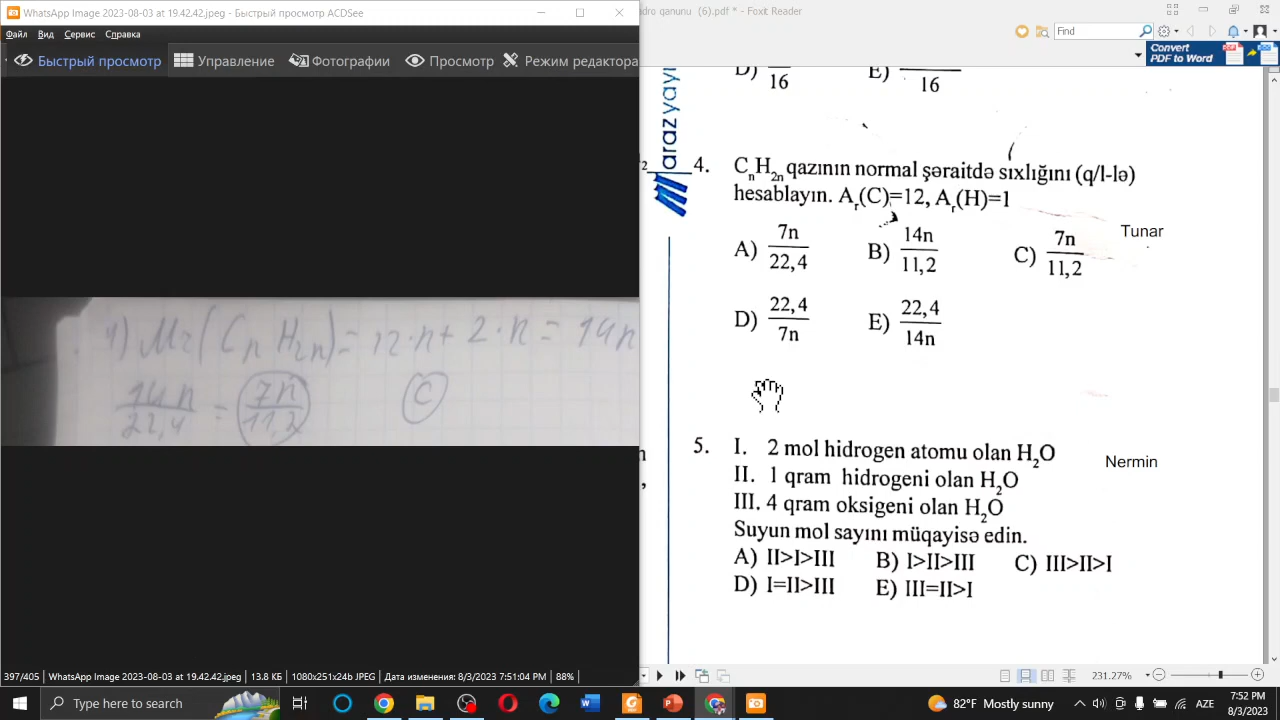 WhatsApp Image 2023-08-03 at 19.42.42.jpeg - Быстрый просмотр ACDSee
Файл Вид Сервис Справка
Быстрый просмотр Управление Фотографии Просмотр Режим редактора
= 12·n + 2n = 14n
14n/22,4 = 7n/11,2 C
397/405 WhatsApp Image 2023-08-03 at 19.42.42.jpeg 13.8 КБ JPEG Дата изменения: 8/3/2023 7:51:04 PM 88%
dro qanunu (6).pdf * - Foxit Reader
Find
Convert PDF to Word
araz yayı
D) 16 E) 16
4. CnH2n qazının normal şəraitdə sıxlığını (q/l-lə)
hesablayın. Ar(C)=12, Ar(H)=1
Tunar
A) 7n/22,4 B) 14n/11,2 C) 7n/11,2
D) 22,4/7n E) 22,4/14n
5. I. 2 mol hidrogen atomu olan H2O
Nermin
II. 1 qram hidrogeni olan H2O
III. 4 qram oksigeni olan H2O
Suyun mol sayını müqayisə edin.
A) II>I>III B) I>II>III C) III>II>I
D) I=II>III E) III=II>I
231.27%
Type here to search
82°F Mostly sunny
AZE
7:52 PM
8/3/2023